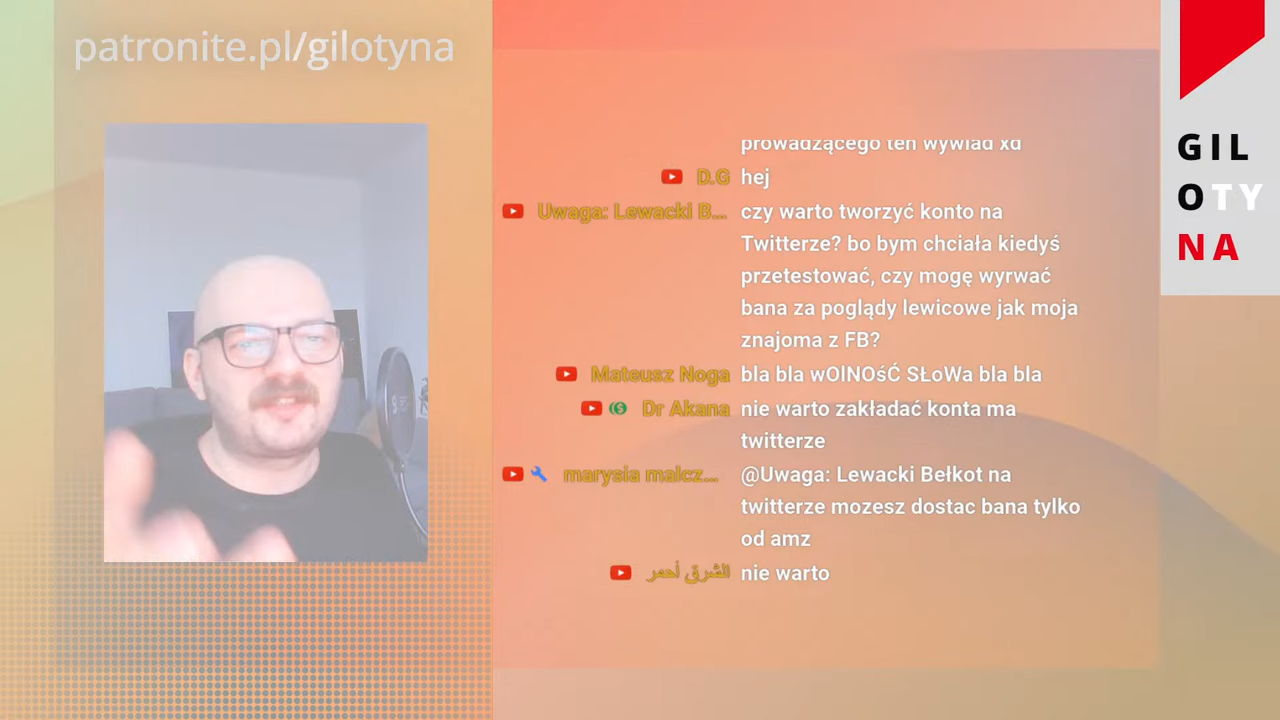 patronite.pl/gilotyna
prowadzącego ten wywiad xd
D.G hej
Uwaga: Lewacki B... czy warto tworzyć konto na
Twitterze? bo bym chciała kiedyś
przetestować, czy mogę wyrwać
bana za poglądy lewicowe jak moja
znajoma z FB?
Mateusz Noga bla bla wOlNOśĆ SŁoWa bla bla
Dr Akana nie warto zakładać konta ma
twitterze
marysia malcz... @Uwaga: Lewacki Bełkot na
twitterze mozesz dostac bana tylko
od amz
الشرق أحمر nie warto
GIL
OTY
NA